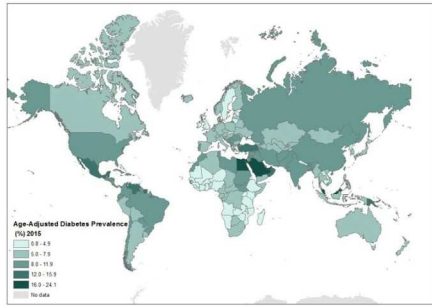 Age-Adjusted Diabetes Prevalence
(%) 2015
0.8 - 4.9
5.0 - 7.9
8.0 - 11.9
12.0 - 15.9
16.0 - 24.1
No data